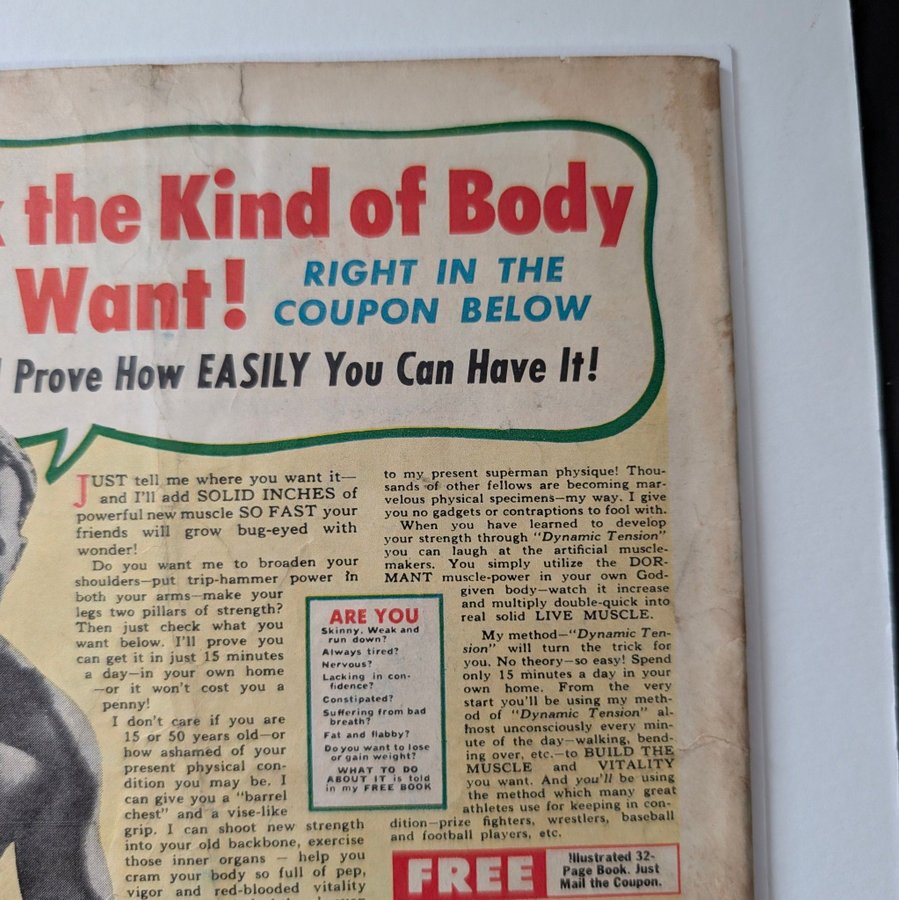 the Kind of Body
Want! RIGHT IN THE
COUPON BELOW
Prove How EASILY You Can Have It!
JUST tell me where you want it—
and I'll add SOLID INCHES of
powerful new muscle SO FAST your
friends will grow bug-eyed with
wonder!
Do you want me to broaden your
shoulders—put trip-hammer power in
both your arms—make your
legs two pillars of strength?
Then just check what you
want below. I'll prove you
can get it in just 15 minutes
a day—in your own home
—or it won't cost you a
penny!
I don't care if you are
15 or 50 years old—or
how ashamed of your
present physical con-
dition you may be. I
can give you a "barrel
chest" and a vise-like
grip. I can shoot new strength
into your old backbone, exercise
those inner organs — help you
cram your body so full of pep,
vigor and red-blooded vitality
ARE YOU
Skinny, Weak and
run down?
Always tired?
Nervous?
Lacking in con-
fidence?
Constipated?
Suffering from bad
breath?
Fat and flabby?
Do you want to lose
or gain weight?
WHAT TO DO
ABOUT IT is told
in my FREE BOOK
to my present superman physique! Thou-
sands of other fellows are becoming mar-
velous physical specimens—my way. I give
you no gadgets or contraptions to fool with.
When you have learned to develop
your strength through "Dynamic Tension"
you can laugh at the artificial muscle-
makers. You simply utilize the DOR-
MANT muscle-power in your own God-
given body—watch it increase
and multiply double-quick into
real solid LIVE MUSCLE.
My method—"Dynamic Ten-
sion" will turn the trick for
you. No theory—so easy! Spend
only 15 minutes a day in your
own home. From the very
start you'll be using my meth-
od of "Dynamic Tension" al-
most unconsciously every min-
ute of the day—walking, bend-
ing over, etc.—to BUILD THE
MUSCLE and VITALITY
you want. And you'll be using
the method which many great
athletes use for keeping in con-
dition—prize fighters, wrestlers, baseball
and football players, etc.
FREE
Illustrated 32-
Page Book. Just
Mail the Coupon.